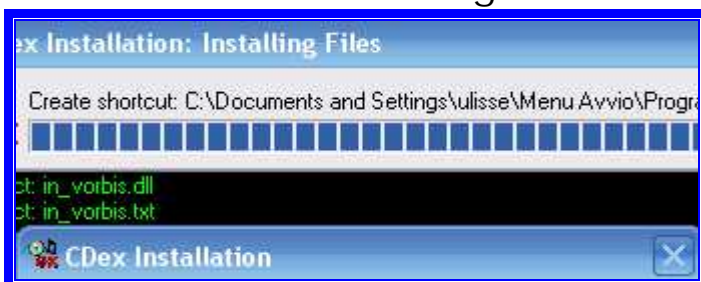 ex Installation: Installing Files
Create shortcut: C:\Documents and Settings\ulisse\Menu Avvio\Progra
ct: in_vorbis.dll
ct: in_vorbis.txt
CDex Installation